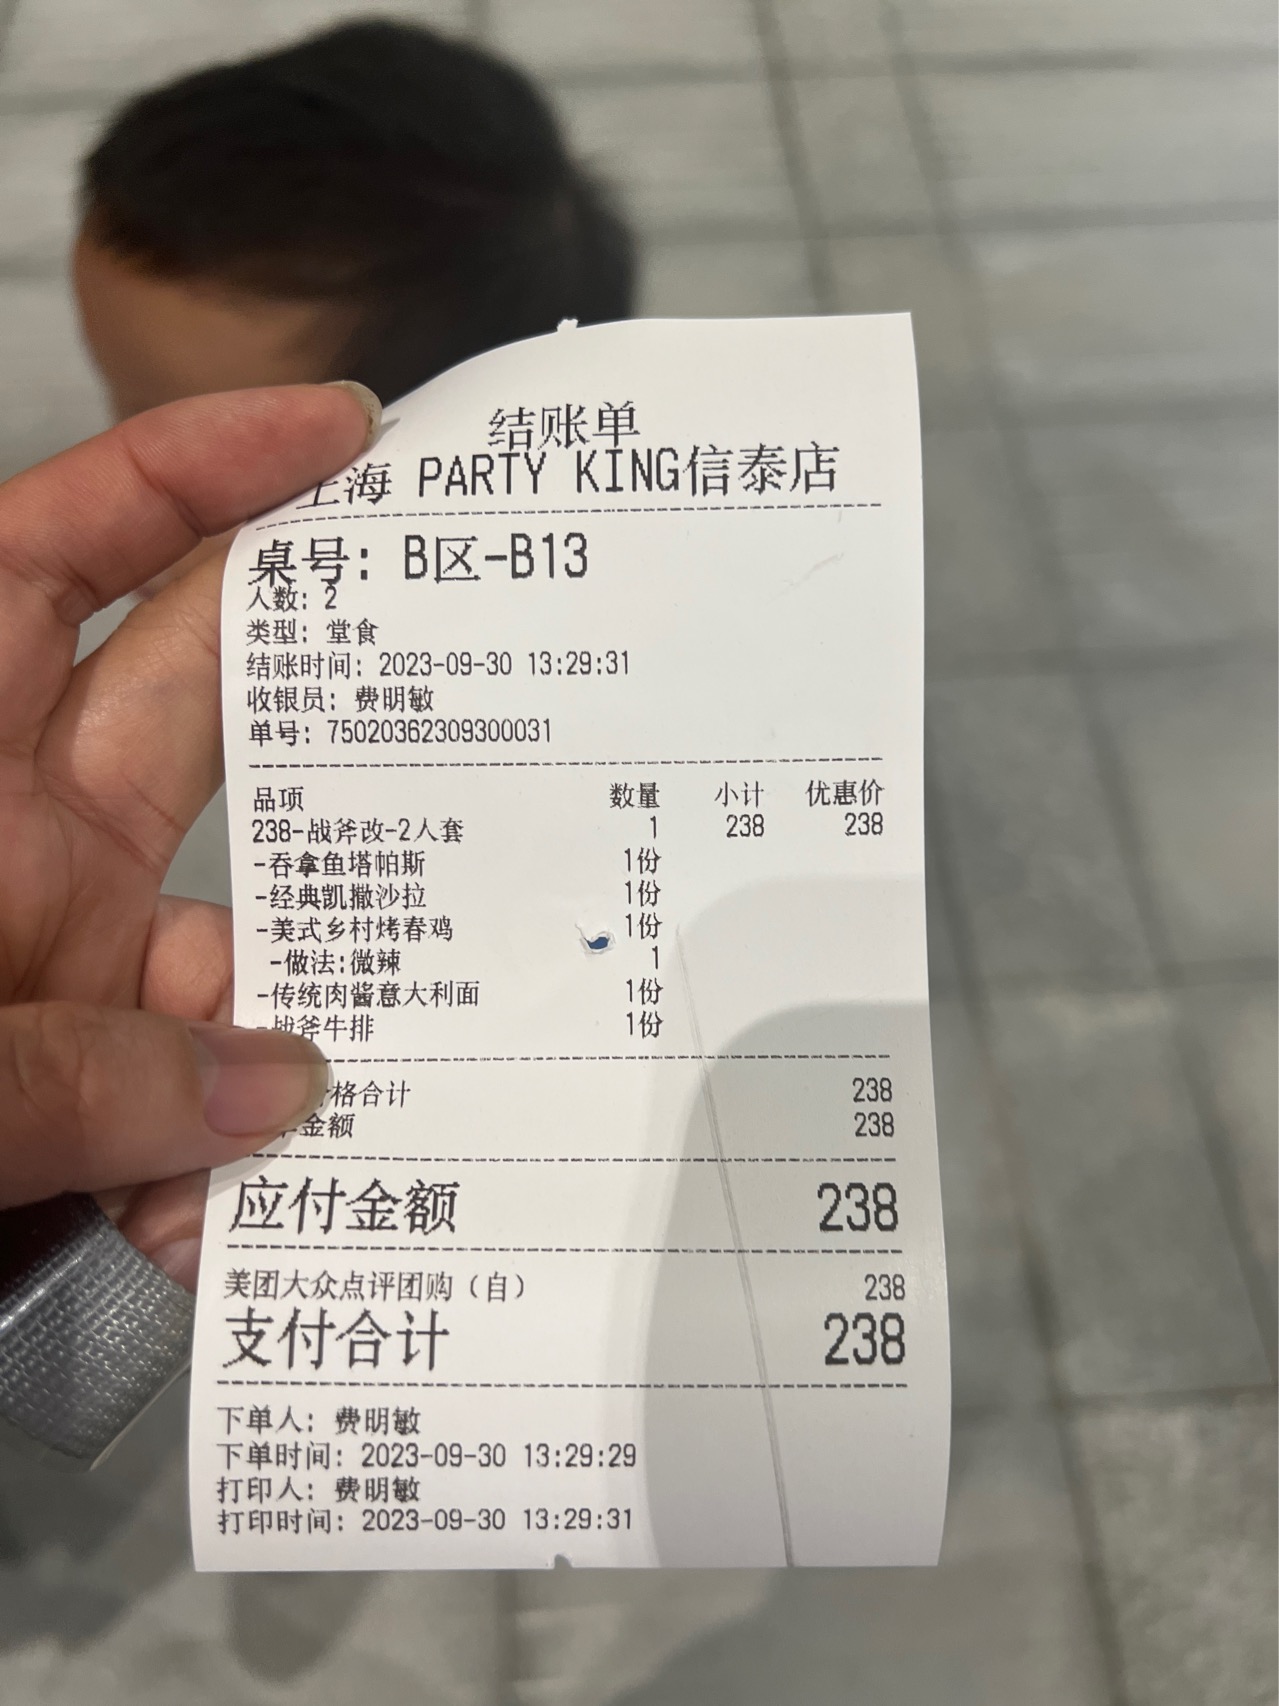 结账单
上海 PARTY KING信泰店
桌号: B区-B13
人数: 2
类型: 堂食
结账时间: 2023-09-30 13:29:31
收银员: 费明敏
单号: 75020362309300031
品项 数量 小计 优惠价
238-战斧改-2人套 1 238 238
-吞拿鱼塔帕斯 1份
-经典凯撒沙拉 1份
-美式乡村烤春鸡 1份
-做法:微辣 1
-传统肉酱意大利面 1份
-战斧牛排 1份
格合计 238
金额 238
应付金额 238
美团大众点评团购（自） 238
支付合计 238
下单人: 费明敏
下单时间: 2023-09-30 13:29:29
打印人: 费明敏
打印时间: 2023-09-30 13:29:31